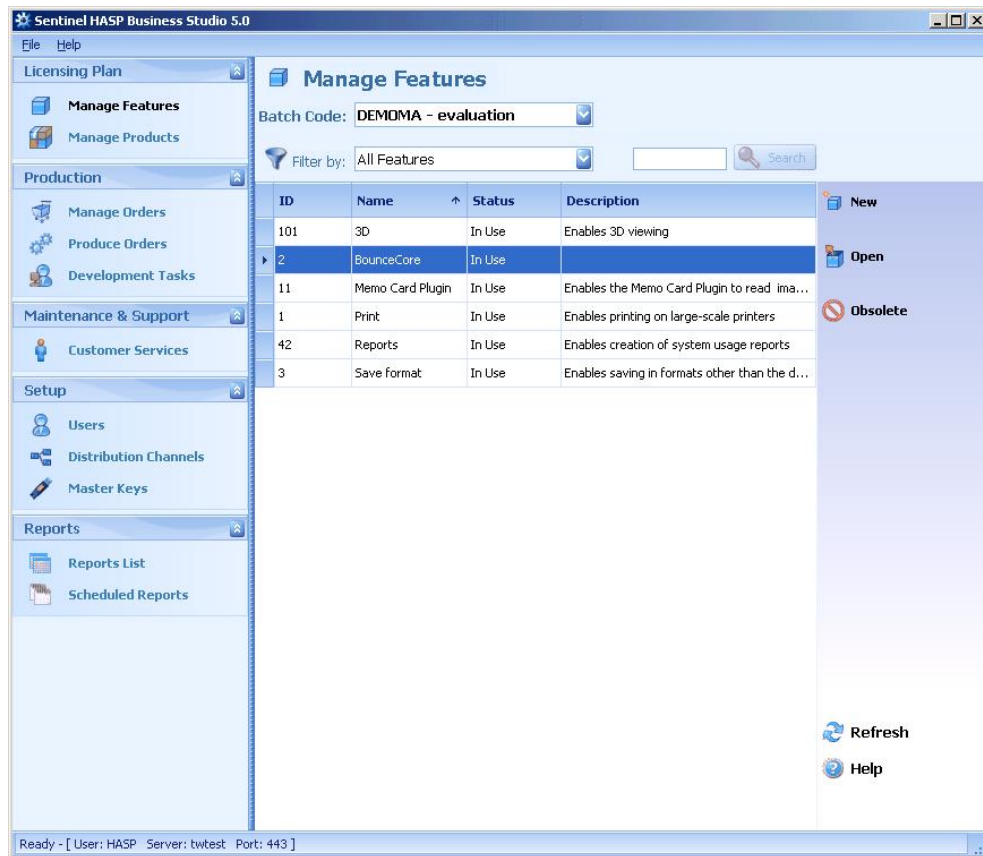 Sentinel HASP Business Studio 5.0
File Help
Licensing Plan
Manage Features
Manage Products
Production
Manage Orders
Produce Orders
Development Tasks
Maintenance & Support
Customer Services
Setup
Users
Distribution Channels
Master Keys
Reports
Reports List
Scheduled Reports
Manage Features
Batch Code: DEMOMA - evaluation
Filter by: All Features Search
ID Name Status Description
101 3D In Use Enables 3D viewing
2 BounceCore In Use
11 Memo Card Plugin In Use Enables the Memo Card Plugin to read ima...
1 Print In Use Enables printing on large-scale printers
42 Reports In Use Enables creation of system usage reports
3 Save format In Use Enables saving in formats other than the d...
New
Open
Obsolete
Refresh
Help
Ready - [ User: HASP Server: twtest Port: 443 ]